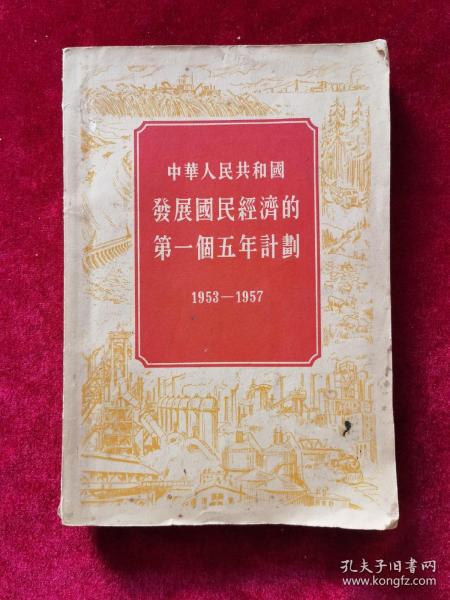 中華人民共和國
發展國民經濟的
第一個五年計劃
1953—1957
孔夫子旧书网
www.kongfz.com